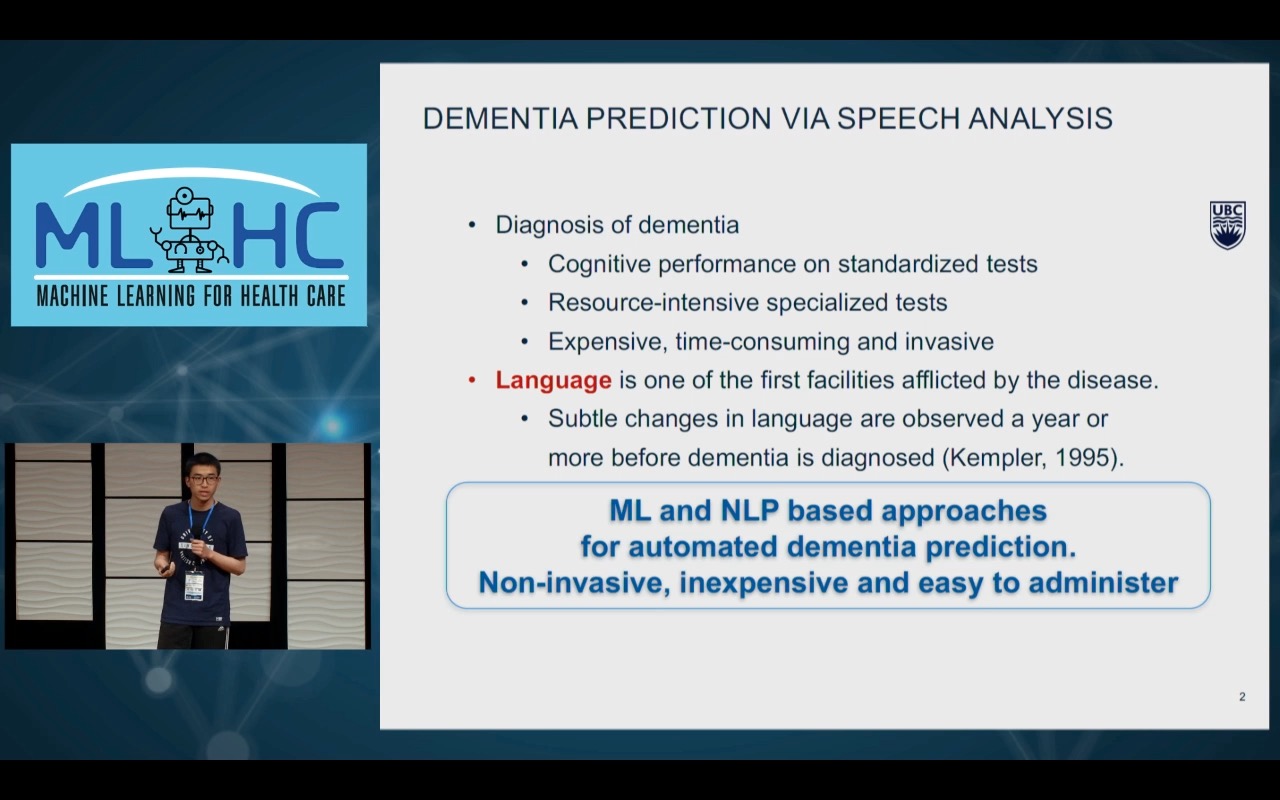 MLHC
MACHINE LEARNING FOR HEALTH CARE
DEMENTIA PREDICTION VIA SPEECH ANALYSIS
UBC
• Diagnosis of dementia
• Cognitive performance on standardized tests
• Resource-intensive specialized tests
• Expensive, time-consuming and invasive
• Language is one of the first facilities afflicted by the disease.
• Subtle changes in language are observed a year or
more before dementia is diagnosed (Kempler, 1995).
ML and NLP based approaches
for automated dementia prediction.
Non-invasive, inexpensive and easy to administer
2